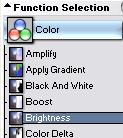 Function Selection
Color
Amplify
Apply Gradient
Black And White
Boost
Brightness
Color Delta